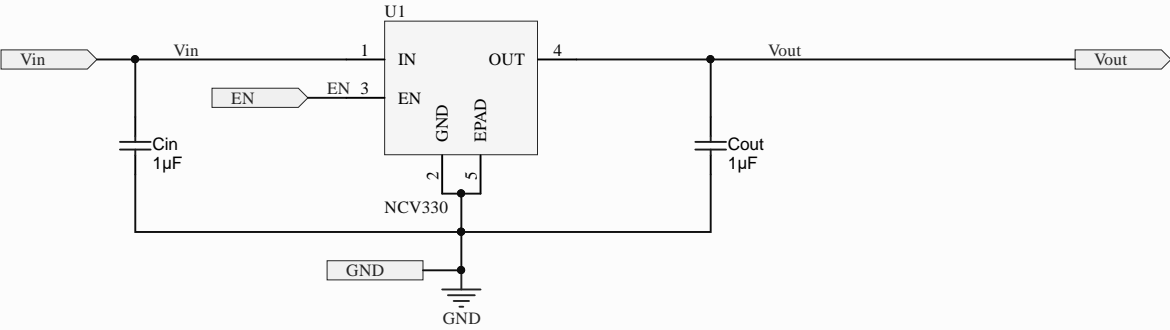 U1
Vin
Vin
1
IN
OUT
4
Vout
Vout
EN
EN
3
EN
GND
EPAD
Cin
1µF
Cout
1µF
2
5
NCV330
GND
GND